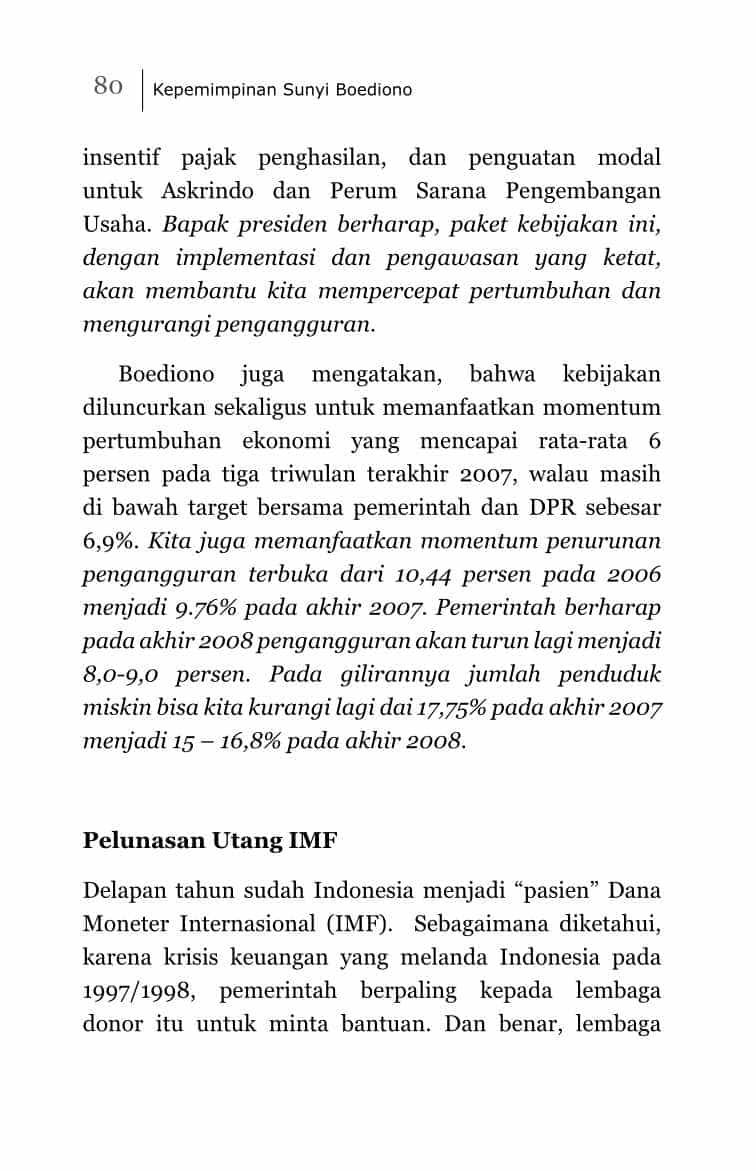 80
Kepemimpinan Sunyi Boediono
insentif pajak penghasilan, dan penguatan modal
untuk Askrindo dan Perum Sarana Pengembangan
Usaha. Bapak presiden berharap, paket kebijakan ini,
dengan implementasi dan pengawasan yang ketat,
akan membantu kita mempercepat pertumbuhan dan
mengurangi pengangguran.
Boediono juga mengatakan, bahwa kebijakan
diluncurkan sekaligus untuk memanfaatkan momentum
pertumbuhan ekonomi yang mencapai rata-rata 6
persen pada tiga triwulan terakhir 2007, walau masih
di bawah target bersama pemerintah dan DPR sebesar
6,9%. Kita juga memanfaatkan momentum penurunan
pengangguran terbuka dari 10,44 persen pada 2006
menjadi 9.76% pada akhir 2007. Pemerintah berharap
pada akhir 2008 pengangguran akan turun lagi menjadi
8,0-9,0 persen. Pada gilirannya jumlah penduduk
miskin bisa kita kurangi lagi dai 17,75% pada akhir 2007
menjadi 15 – 16,8% pada akhir 2008.
Pelunasan Utang IMF
Delapan tahun sudah Indonesia menjadi “pasien” Dana
Moneter Internasional (IMF). Sebagaimana diketahui,
karena krisis keuangan yang melanda Indonesia pada
1997/1998, pemerintah berpaling kepada lembaga
donor itu untuk minta bantuan. Dan benar, lembaga